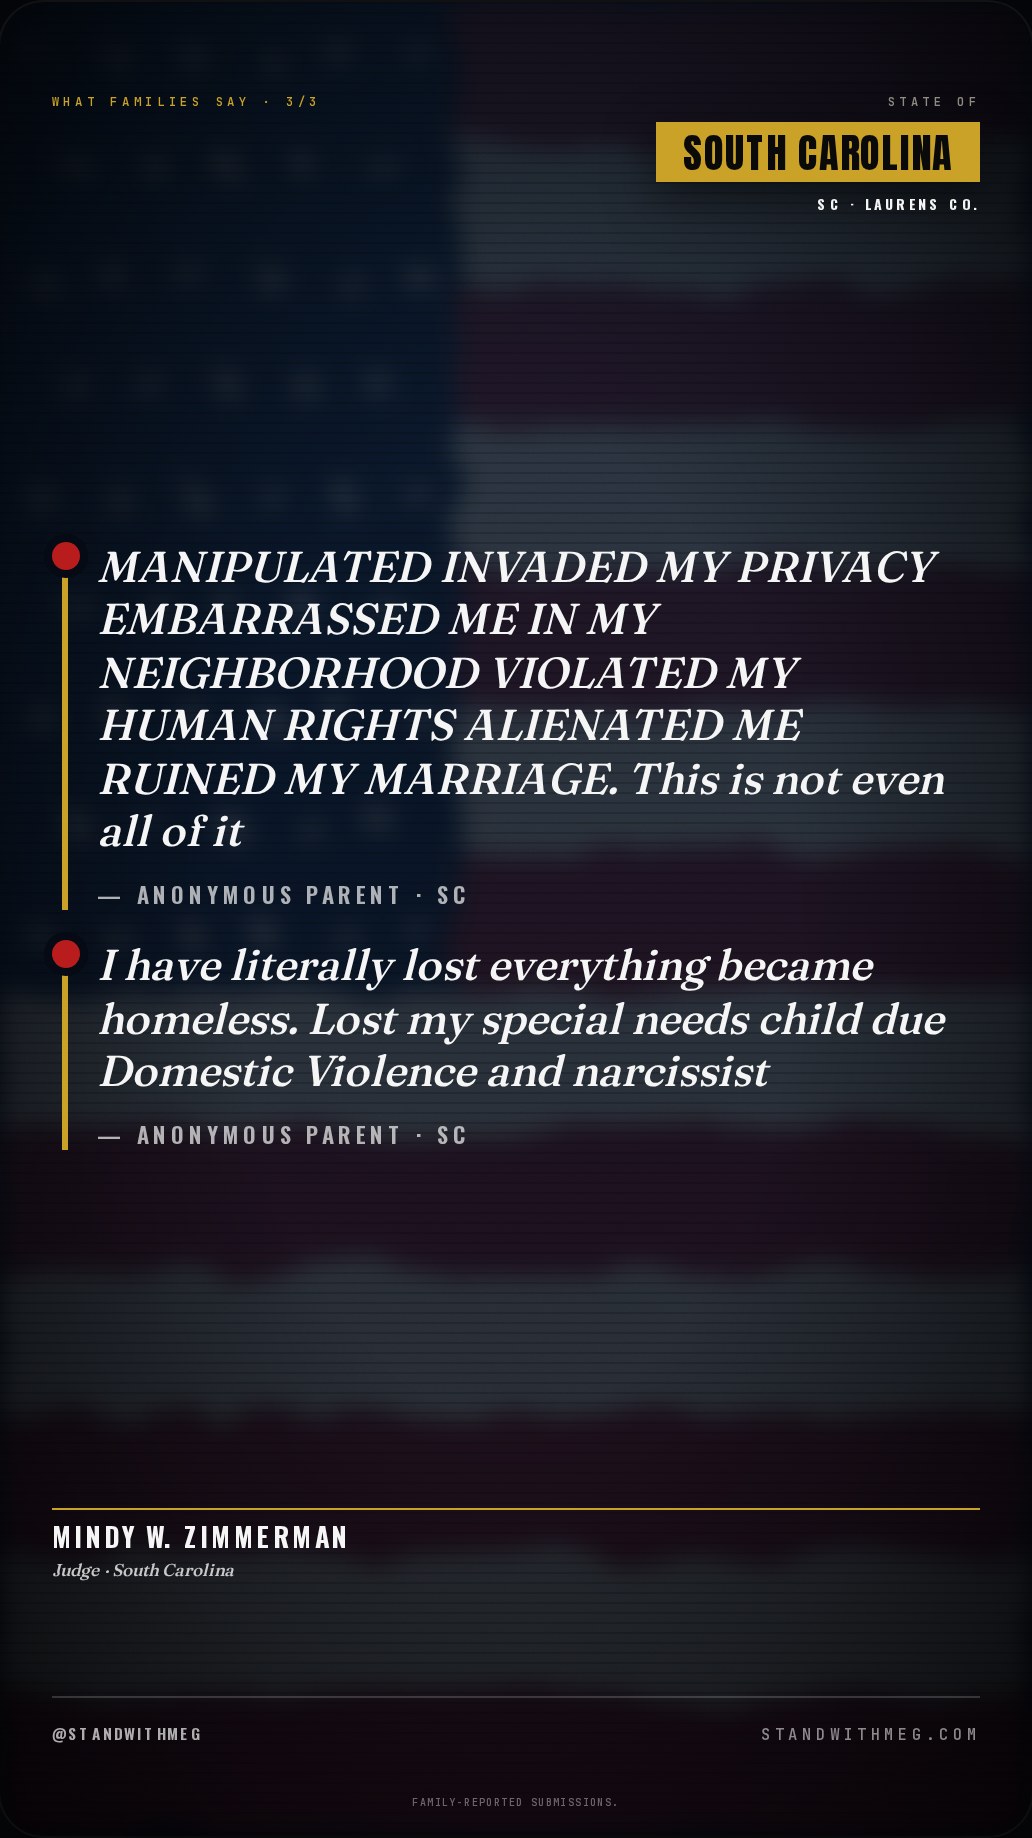 WHAT FAMILIES SAY · 3/3
STATE OF
SOUTH CAROLINA
SC · LAURENS CO.
MANIPULATED INVADED MY PRIVACY
EMBARRASSED ME IN MY
NEIGHBORHOOD VIOLATED MY
HUMAN RIGHTS ALIENATED ME
RUINED MY MARRIAGE. This is not even
all of it
— ANONYMOUS PARENT · SC
I have literally lost everything became
homeless. Lost my special needs child due
Domestic Violence and narcissist
— ANONYMOUS PARENT · SC
MINDY W. ZIMMERMAN
Judge · South Carolina
@STANDWITHMEG
STANDWITHMEG.COM
FAMILY-REPORTED SUBMISSIONS.